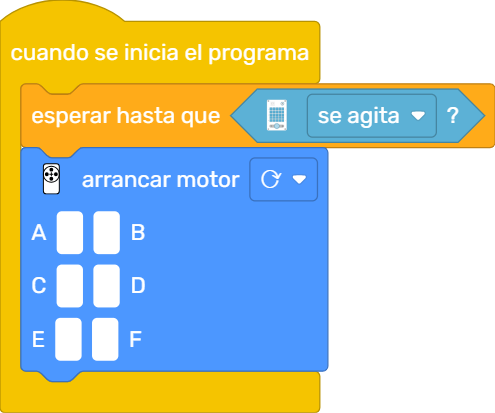 cuando se inicia el programa
esperar hasta que se agita ?
arrancar motor
A B
C D
E F